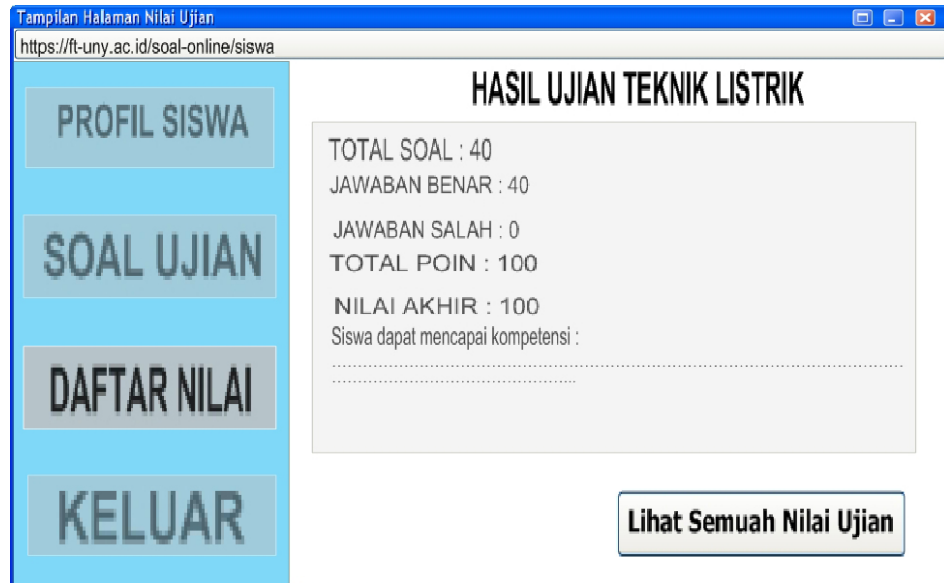 Tampilan Halaman Nilai Ujian
https://ft-uny.ac.id/soal-online/siswa
PROFIL SISWA
SOAL UJIAN
DAFTAR NILAI
KELUAR
HASIL UJIAN TEKNIK LISTRIK
TOTAL SOAL : 40
JAWABAN BENAR : 40
JAWABAN SALAH : 0
TOTAL POIN : 100
NILAI AKHIR : 100
Siswa dapat mencapai kompetensi :
................................................................................................................
................................................
Lihat Semuah Nilai Ujian